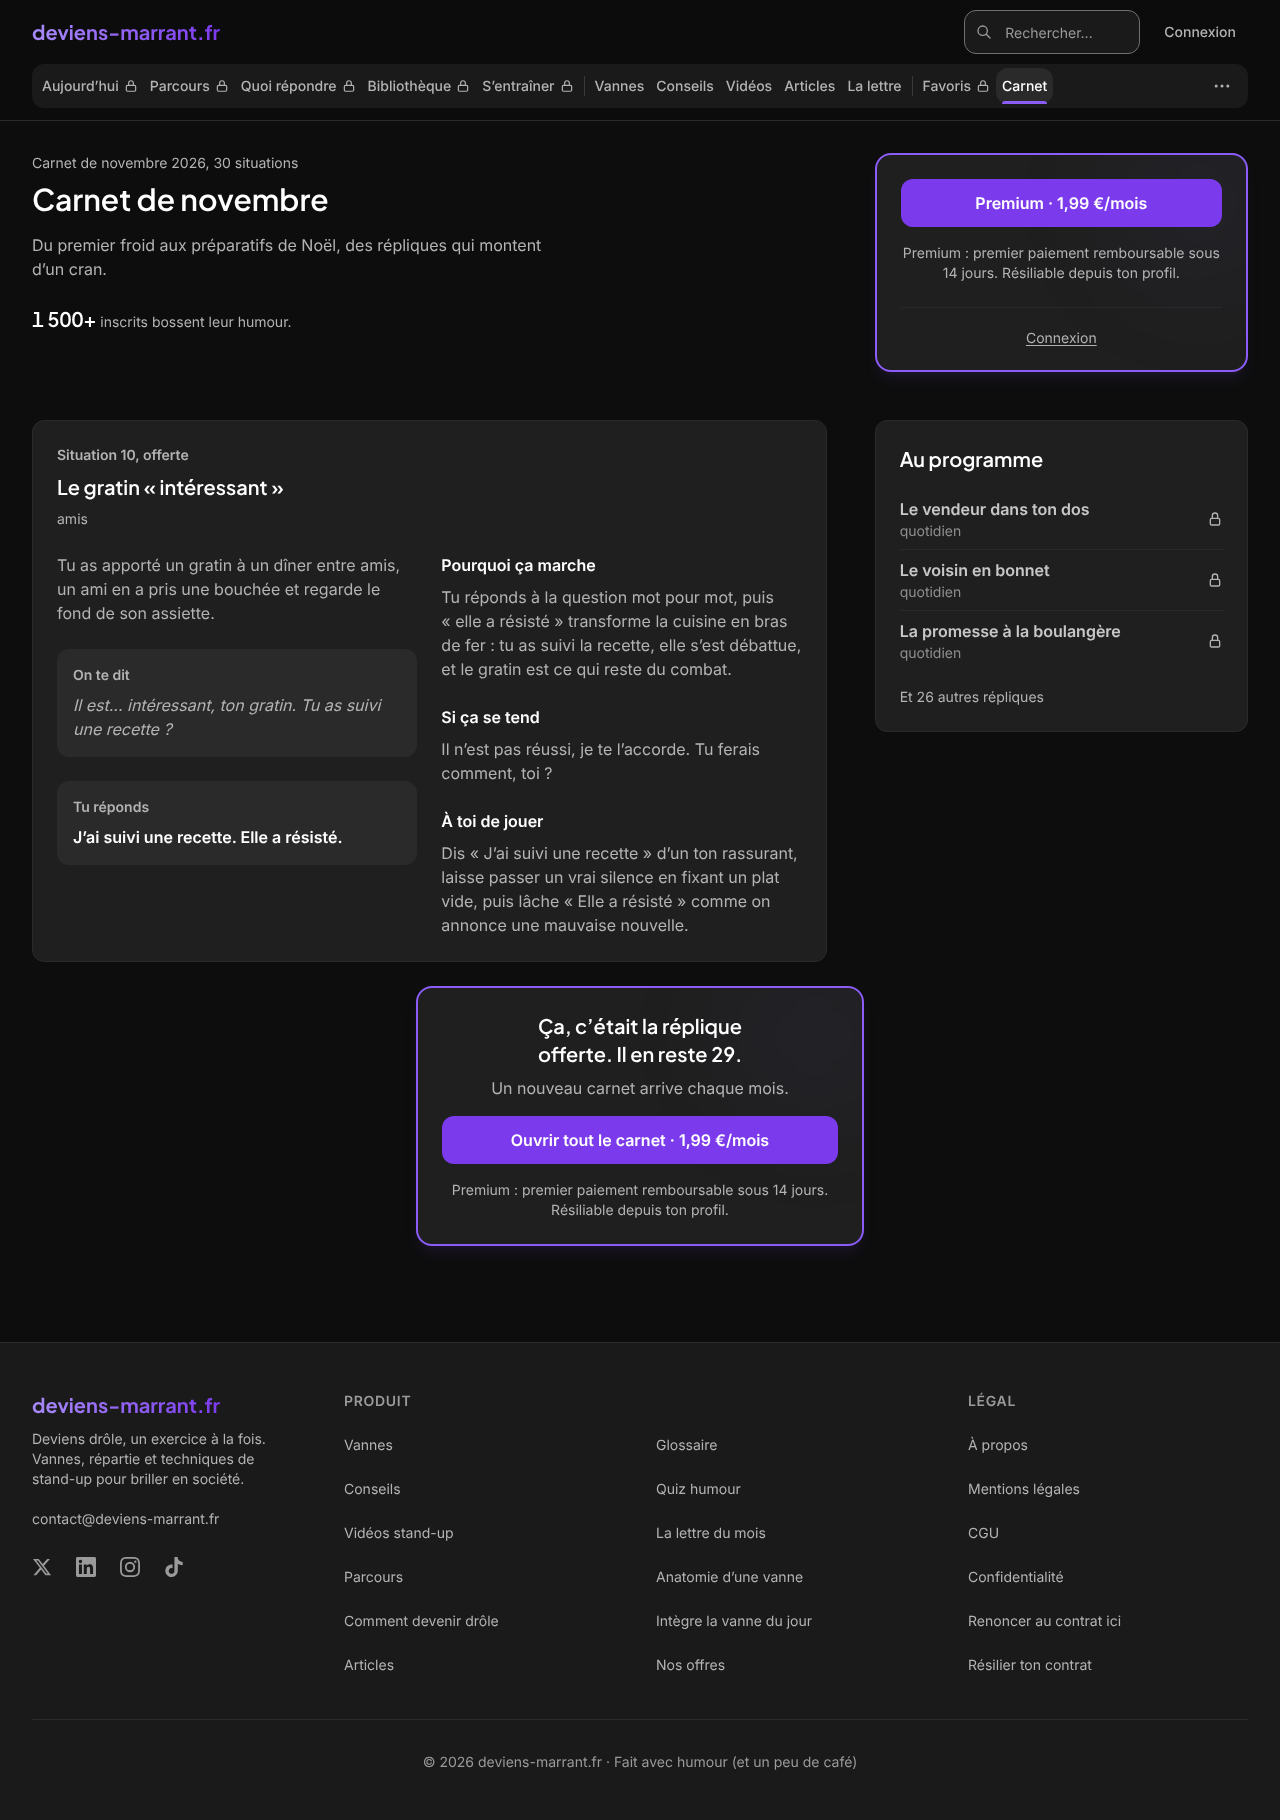 deviens-marrant.fr
Rechercher...
Connexion
Aujourd’hui
Parcours
Quoi répondre
Bibliothèque
S’entraîner
Vannes
Conseils
Vidéos
Articles
La lettre
Favoris
Carnet
Carnet de novembre 2026, 30 situations
Carnet de novembre
Du premier froid aux préparatifs de Noël, des répliques qui montent
d’un cran.
1 500+ inscrits bossent leur humour.
Premium · 1,99 €/mois
Premium : premier paiement remboursable sous
14 jours. Résiliable depuis ton profil.
Connexion
Situation 10, offerte
Le gratin « intéressant »
amis
Tu as apporté un gratin à un dîner entre amis,
un ami en a pris une bouchée et regarde le
fond de son assiette.
On te dit
Il est... intéressant, ton gratin. Tu as suivi
une recette ?
Tu réponds
J’ai suivi une recette. Elle a résisté.
Pourquoi ça marche
Tu réponds à la question mot pour mot, puis
« elle a résisté » transforme la cuisine en bras
de fer : tu as suivi la recette, elle s’est débattue,
et le gratin est ce qui reste du combat.
Si ça se tend
Il n’est pas réussi, je te l’accorde. Tu ferais
comment, toi ?
À toi de jouer
Dis « J’ai suivi une recette » d’un ton rassurant,
laisse passer un vrai silence en fixant un plat
vide, puis lâche « Elle a résisté » comme on
annonce une mauvaise nouvelle.
Au programme
Le vendeur dans ton dos
quotidien
Le voisin en bonnet
quotidien
La promesse à la boulangère
quotidien
Et 26 autres répliques
Ça, c’était la réplique
offerte. Il en reste 29.
Un nouveau carnet arrive chaque mois.
Ouvrir tout le carnet · 1,99 €/mois
Premium : premier paiement remboursable sous 14 jours.
Résiliable depuis ton profil.
deviens-marrant.fr
Deviens drôle, un exercice à la fois.
Vannes, répartie et techniques de
stand-up pour briller en société.
contact@deviens-marrant.fr
PRODUIT
Vannes
Conseils
Vidéos stand-up
Parcours
Comment devenir drôle
Articles
Glossaire
Quiz humour
La lettre du mois
Anatomie d’une vanne
Intègre la vanne du jour
Nos offres
LÉGAL
À propos
Mentions légales
CGU
Confidentialité
Renoncer au contrat ici
Résilier ton contrat
© 2026 deviens-marrant.fr · Fait avec humour (et un peu de café)